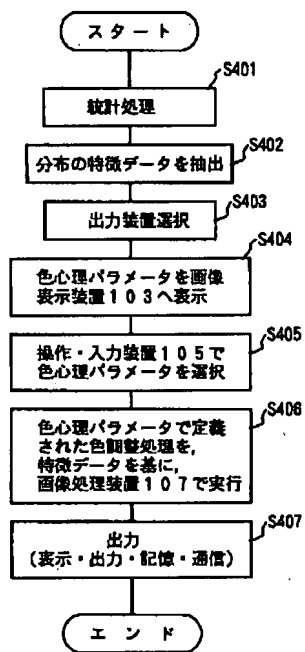 スタート
S401
統計処理
S402
分布の特徴データを抽出
S403
出力装置選択
S404
色心理パラメータを画像
表示装置103へ表示
S405
操作・入力装置105で
色心理パラメータを選択
S406
色心理パラメータで定義
された色調整処理を,
特徴データを基に,
画像処理装置107で実行
S407
出力
(表示・出力・記憶・通信)
エンド